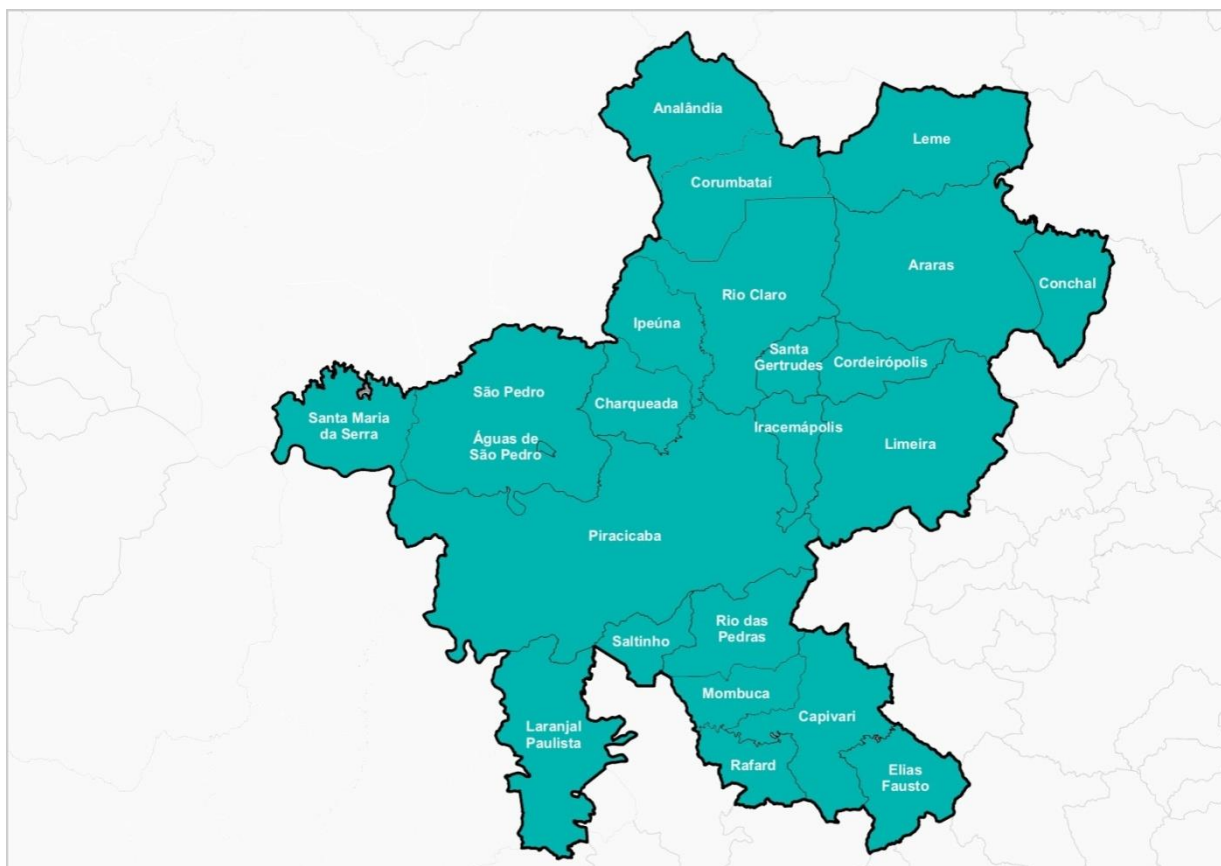 Analândia
Leme
Corumbataí
Araras
Conchal
Rio Claro
Ipeúna
Santa
Gertrudes
Cordeirópolis
São Pedro
Charqueada
Santa Maria
da Serra
Iracemápolis
Águas de
São Pedro
Limeira
Piracicaba
Rio das
Pedras
Saltinho
Mombuca
Capivari
Laranjal
Paulista
Rafard
Elias
Fausto